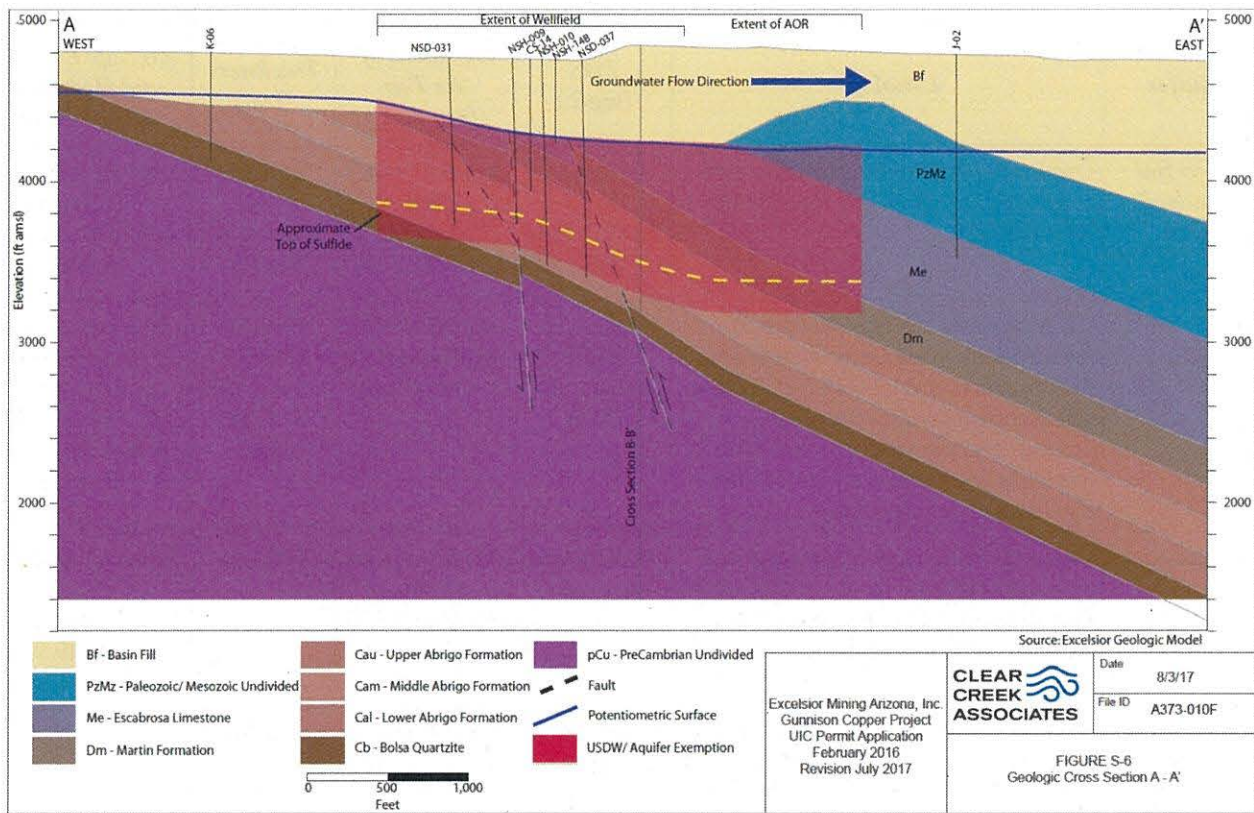 Extent of Wellfield
Extent of AOR
5000
A
WEST
K-06
NSD-031
NSH-009
CS-14
NSH-010
NSH-14B
NSD-037
J-02
A'
EAST
5000
Groundwater Flow Direction
Bf
4000
PzMz
4000
Approximate
Top of Sulfide
Elevation (ft amsl)
Me
3000
Dm
3000
Cross Section B-B'
2000
2000
Source: Excelsior Geologic Model
Bf - Basin Fill
PzMz - Paleozoic/ Mesozoic Undivided
Me - Escabrosa Limestone
Dm - Martin Formation
Cau - Upper Abrigo Formation
Cam - Middle Abrigo Formation
Cal - Lower Abrigo Formation
Cb - Bolsa Quartzite
pCu - PreCambrian Undivided
Fault
Potentiometric Surface
USDW/ Aquifer Exemption
0 500 1,000
Feet
Excelsior Mining Arizona, Inc.
Gunnison Copper Project
UIC Permit Application
February 2016
Revision July 2017
CLEAR
CREEK
ASSOCIATES
Date
8/3/17
File ID
A373-010F
FIGURE S-6
Geologic Cross Section A - A'